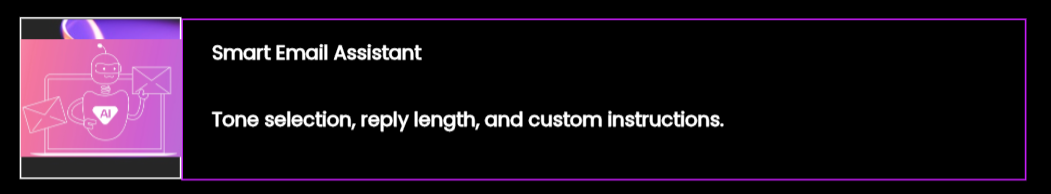 AI
Smart Email Assistant
Tone selection, reply length, and custom instructions.